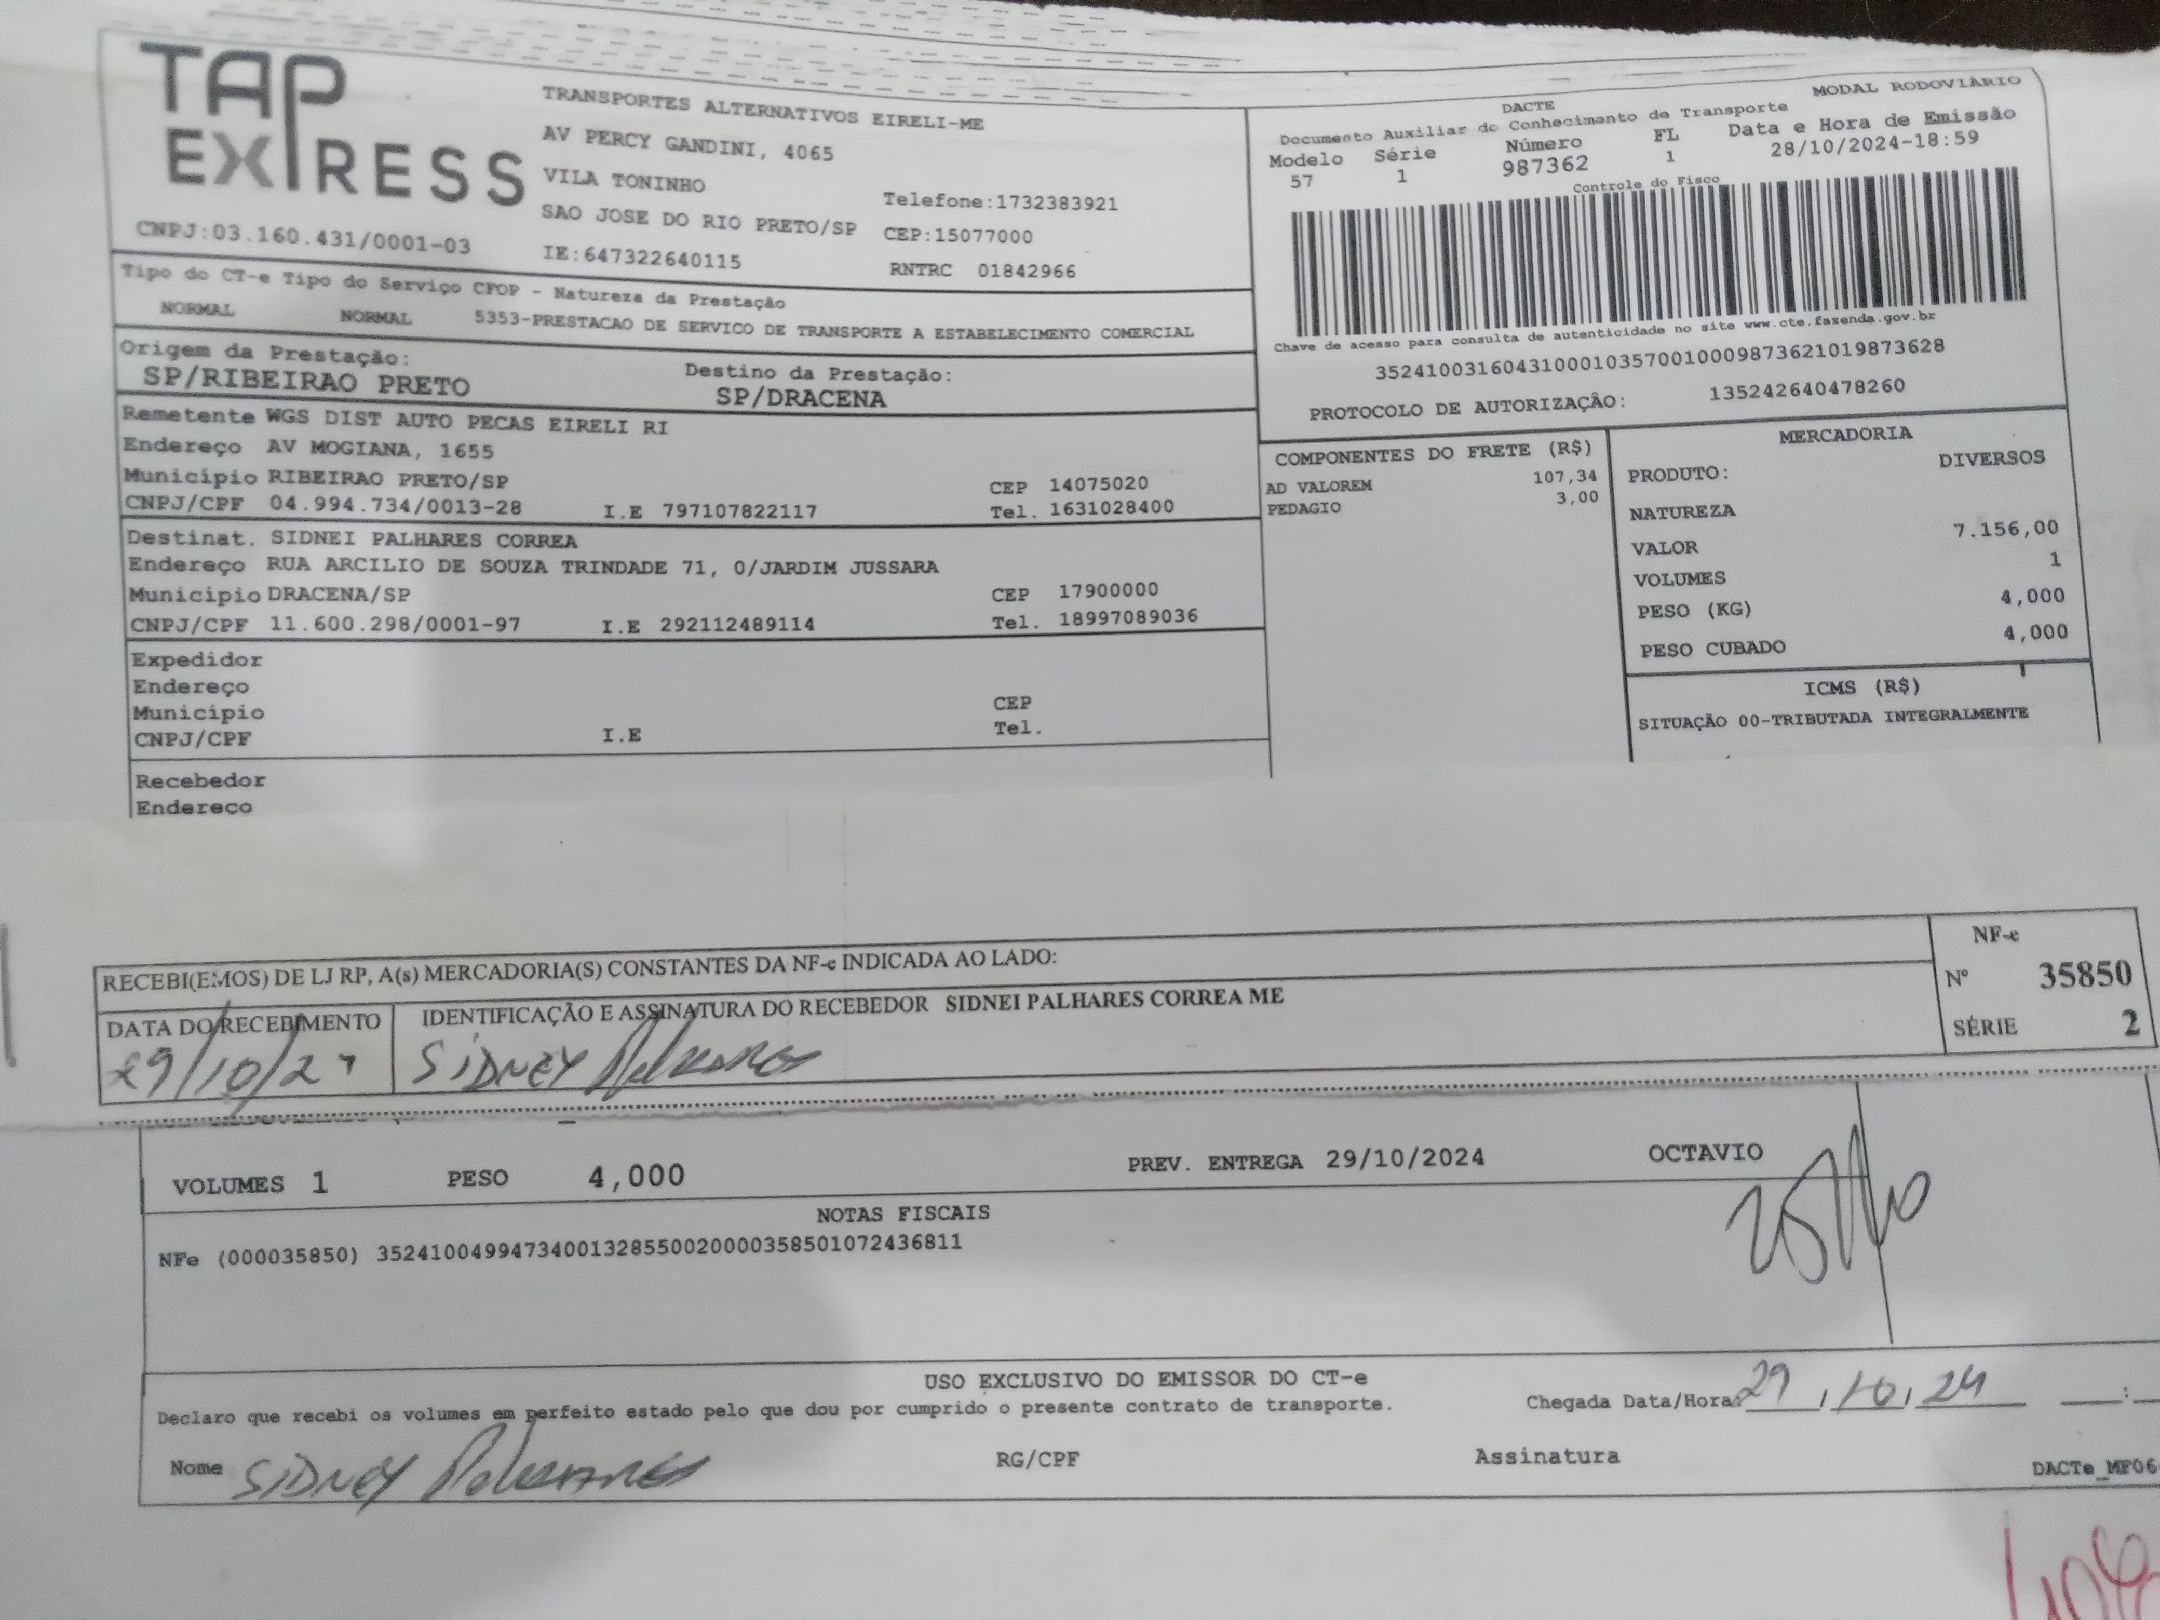 TAP EXPRESS
TRANSPORTES ALTERNATIVOS EIRELI-ME
AV PERCY GANDINI, 4065
VILA TONINHO
SAO JOSE DO RIO PRETO/SP
IE:647322640115
Telefone:1732383921
CEP:15077000
RNTRC 01842966
CNPJ:03.160.431/0001-03
MODAL RODOVIÁRIO
DACTE
Documento Auxiliar do Conhecimento de Transporte
Modelo Série Número FL Data e Hora de Emissão
57 1 987362 1 28/10/2024-18:59
Controle do Fisco
Chave de acesso para consulta de autenticidade no site www.cte.fazenda.gov.br
35241003160431000103570010009873621019873628
PROTOCOLO DE AUTORIZAÇÃO: 135242640478260
Tipo do CT-e Tipo do Serviço CFOP - Natureza da Prestação
NORMAL NORMAL 5353-PRESTACAO DE SERVICO DE TRANSPORTE A ESTABELECIMENTO COMERCIAL
Origem da Prestação: Destino da Prestação:
SP/RIBEIRAO PRETO SP/DRACENA
Remetente WGS DIST AUTO PECAS EIRELI RI
Endereço AV MOGIANA, 1655
Município RIBEIRAO PRETO/SP CEP 14075020
CNPJ/CPF 04.994.734/0013-28 I.E 797107822117 Tel. 1631028400
Destinat. SIDNEI PALHARES CORREA
Endereço RUA ARCILIO DE SOUZA TRINDADE 71, 0/JARDIM JUSSARA
Município DRACENA/SP CEP 17900000
CNPJ/CPF 11.600.298/0001-97 I.E 292112489114 Tel. 18997089036
Expedidor
Endereço
Município CEP
CNPJ/CPF I.E Tel.
Recebedor
Endereço
COMPONENTES DO FRETE (R$)
AD VALOREM 107,34
PEDAGIO 3,00
MERCADORIA
PRODUTO: DIVERSOS
NATUREZA
VALOR 7.156,00
VOLUMES 1
PESO (KG) 4,000
PESO CUBADO 4,000
ICMS (R$)
SITUAÇÃO 00-TRIBUTADA INTEGRALMENTE
RECEBI(EMOS) DE LJ RP, A(s) MERCADORIA(S) CONSTANTES DA NF-e INDICADA AO LADO:
DATA DO RECEBIMENTO IDENTIFICAÇÃO E ASSINATURA DO RECEBEDOR SIDNEI PALHARES CORREA ME
SIDNEY Palhares
NF-e
Nº 35850
SÉRIE 2
VOLUMES 1 PESO 4,000 PREV. ENTREGA 29/10/2024 OCTAVIO
NOTAS FISCAIS
NFe (000035850) 35241004994734001328550020000358501072436811
USO EXCLUSIVO DO EMISSOR DO CT-e
Declaro que recebi os volumes em perfeito estado pelo que dou por cumprido o presente contrato de transporte. Chegada Data/Hora: 29/10/24 __:__
Nome SIDNEY Palhares RG/CPF Assinatura
DACTe_MF06